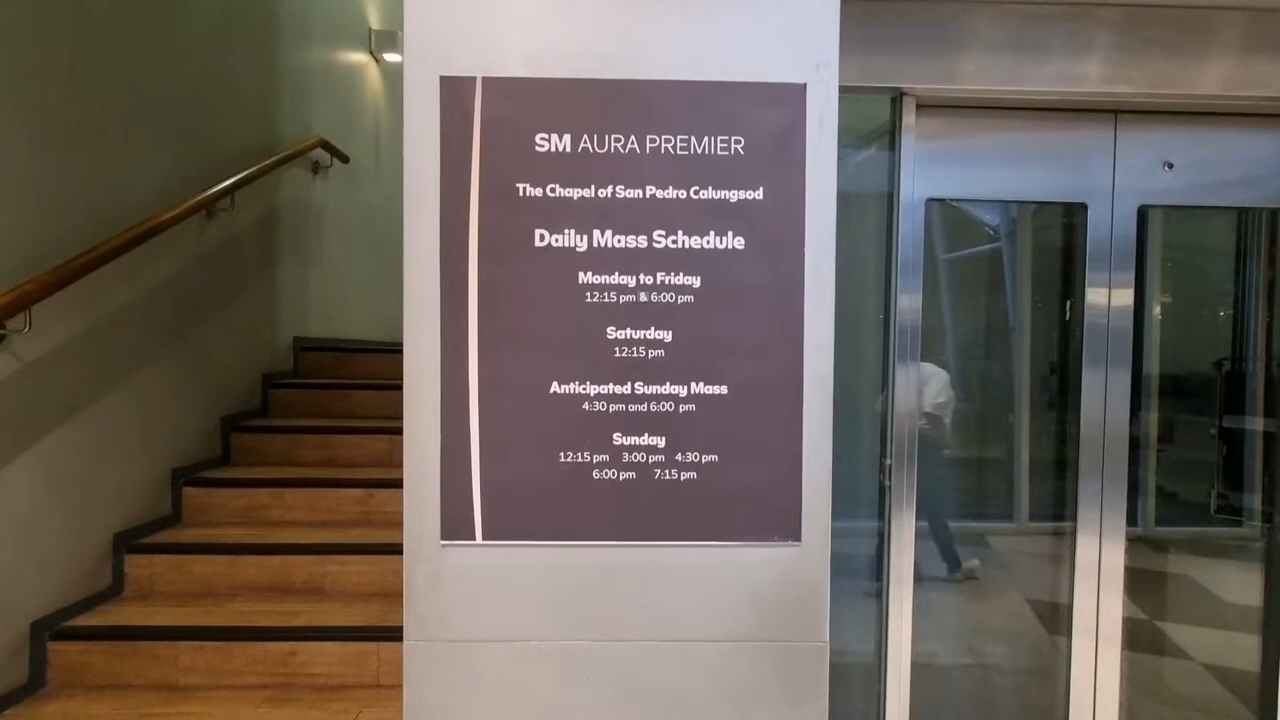 SM AURA PREMIER
The Chapel of San Pedro Calungsod
Daily Mass Schedule
Monday to Friday
12:15 pm & 6:00 pm
Saturday
12:15 pm
Anticipated Sunday Mass
4:30 pm and 6:00 pm
Sunday
12:15 pm 3:00 pm 4:30 pm
6:00 pm 7:15 pm